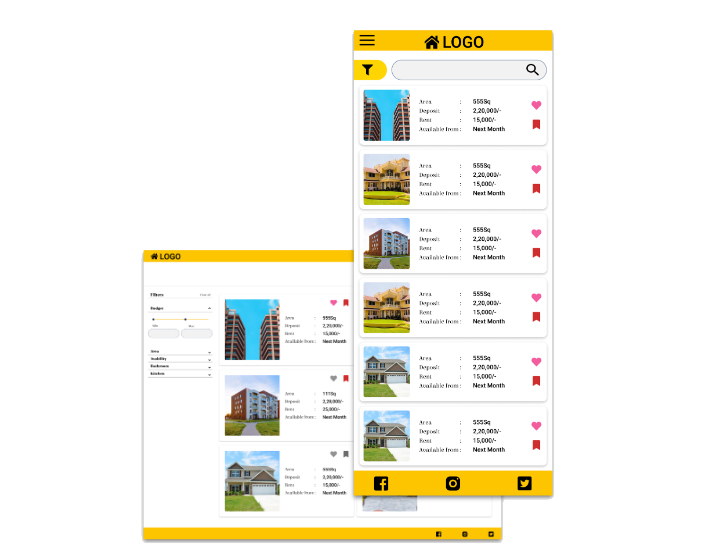 LOGO
Area : 555Sq
Deposit : 2,20,000/-
Rent : 15,000/-
Available from : Next Month
Area : 555Sq
Deposit : 2,20,000/-
Rent : 15,000/-
Available from : Next Month
Area : 555Sq
Deposit : 2,20,000/-
Rent : 15,000/-
Available from : Next Month
Area : 555Sq
Deposit : 2,20,000/-
Rent : 15,000/-
Available from : Next Month
Area : 555Sq
Deposit : 2,20,000/-
Rent : 15,000/-
Available from : Next Month
Area : 555Sq
Deposit : 2,20,000/-
Rent : 15,000/-
Available from : Next Month
LOGO
Filters
Budget
Min Max
Area
Bathroom
Kitchen
Area : 555Sq
Deposit : 2,20,000/-
Rent : 15,000/-
Available from : Next Month
Area : 111Sq
Deposit : 2,20,000/-
Rent : 25,000/-
Available from : Next Month
Area : 555Sq
Deposit : 2,20,000/-
Rent : 15,000/-
Available from : Next Month